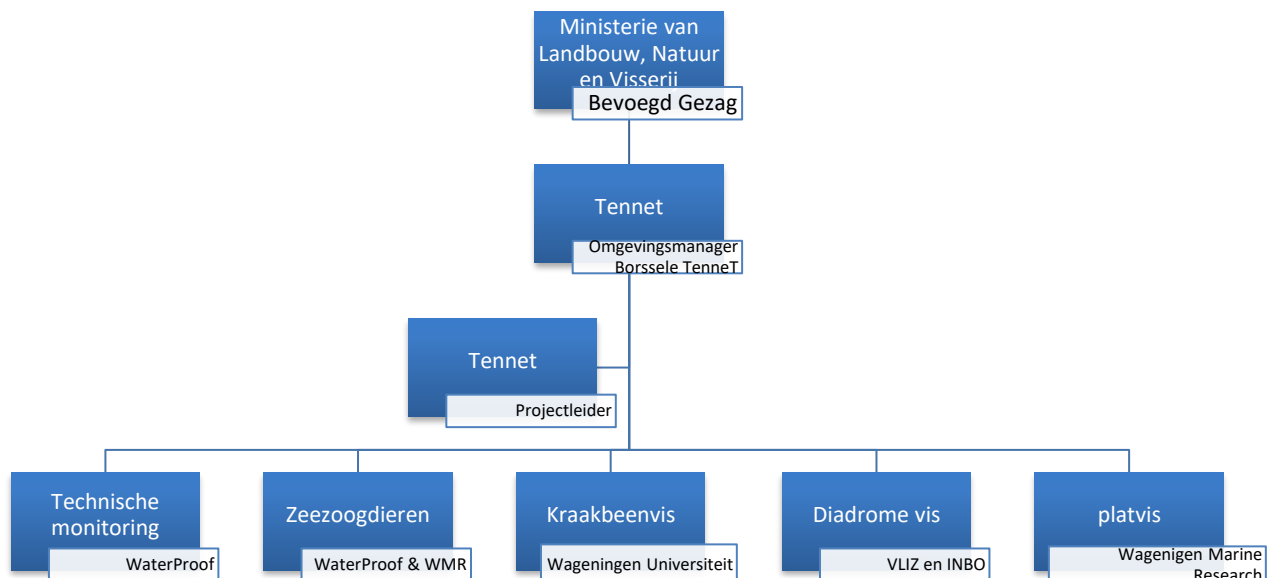 Ministerie van
Landbouw, Natuur
en Visserij
Bevoegd Gezag
Tennet
Omgevingsmanager
Borssele TenneT
Tennet
Projectleider
Technische
monitoring
WaterProof
Zeezoogdieren
WaterProof & WMR
Kraakbeenvis
Wageningen Universiteit
Diadrome vis
VLIZ en INBO
platvis
Wagenigen Marine
Research